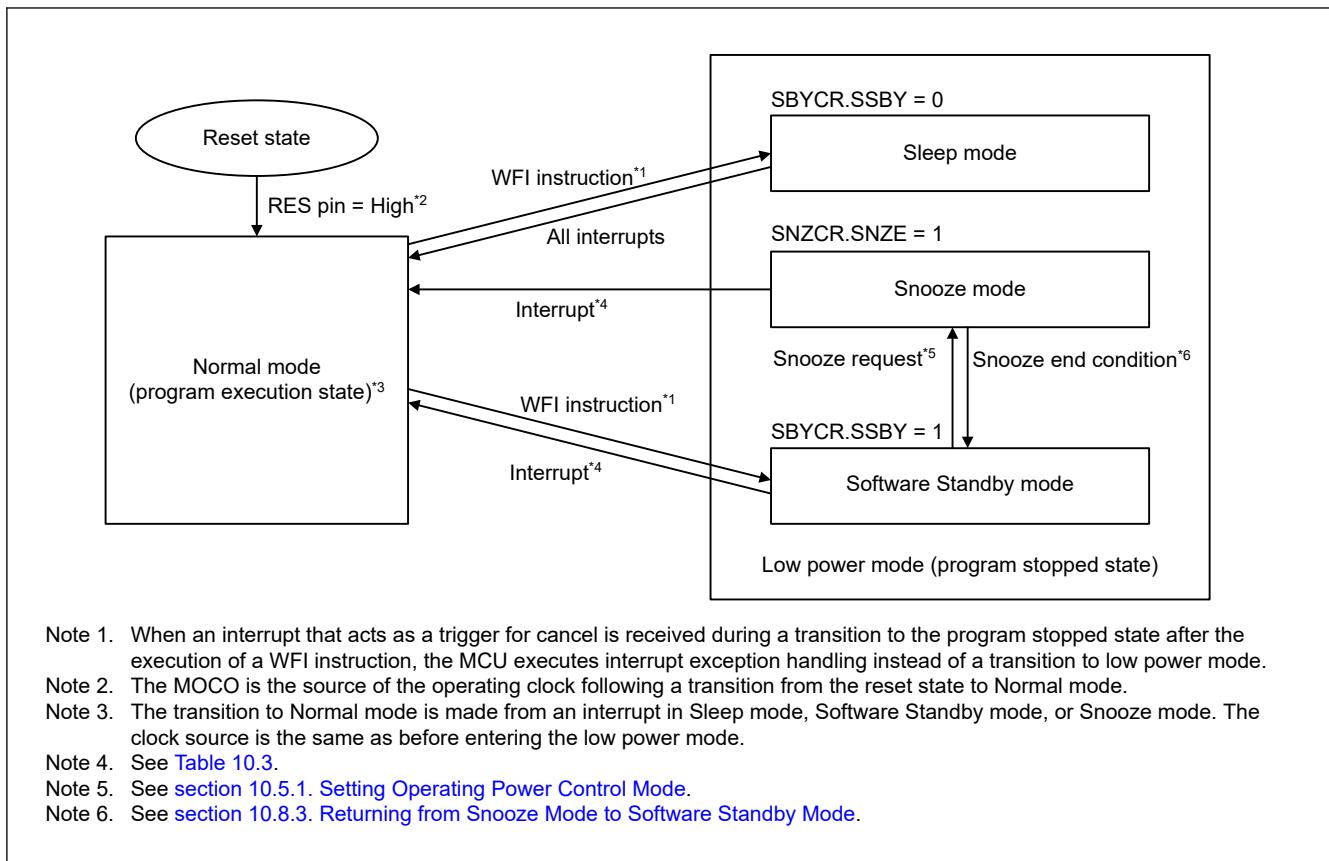 SBYCR.SSBY = 0
Reset state
Sleep mode
WFI instruction*1
RES pin = High*2
All interrupts
SNZCR.SNZE = 1
Snooze mode
Interrupt*4
Normal mode
(program execution state)*3
Snooze request*5
Snooze end condition*6
WFI instruction*1
SBYCR.SSBY = 1
Interrupt*4
Software Standby mode
Low power mode (program stopped state)
Note 1. When an interrupt that acts as a trigger for cancel is received during a transition to the program stopped state after the
execution of a WFI instruction, the MCU executes interrupt exception handling instead of a transition to low power mode.
Note 2. The MOCO is the source of the operating clock following a transition from the reset state to Normal mode.
Note 3. The transition to Normal mode is made from an interrupt in Sleep mode, Software Standby mode, or Snooze mode. The
clock source is the same as before entering the low power mode.
Note 4. See Table 10.3.
Note 5. See section 10.5.1. Setting Operating Power Control Mode.
Note 6. See section 10.8.3. Returning from Snooze Mode to Software Standby Mode.